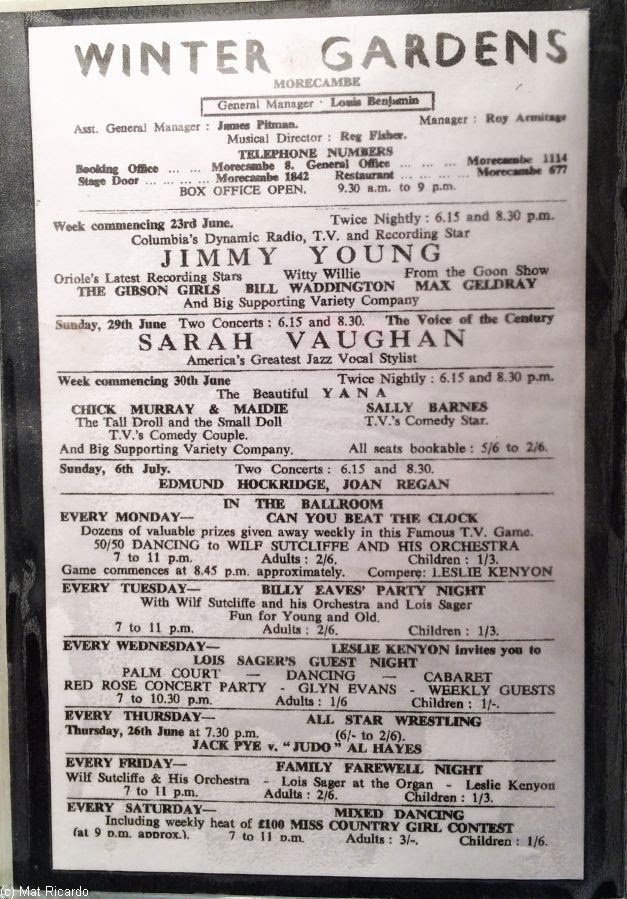 WINTER GARDENS
MORECAMBE
General Manager · Louis Benjamin
Asst. General Manager : James Pitman. Manager : Roy Armitage
Musical Director : Reg Fisher.
TELEPHONE NUMBERS
Booking Office ... ... Morecambe 8. General Office ... ... ... Morecambe 1114
Stage Door ... ... ... Morecambe 1842 Restaurant ... ... ... ... Morecambe 677
BOX OFFICE OPEN, 9.30 a.m. to 9 p.m.
Week commencing 23rd June. Twice Nightly : 6.15 and 8.30 p.m.
Columbia's Dynamic Radio, T.V. and Recording Star
JIMMY YOUNG
Oriole's Latest Recording Stars Witty Willie From the Goon Show
THE GIBSON GIRLS BILL WADDINGTON MAX GELDRAY
And Big Supporting Variety Company
Sunday, 29th June Two Concerts : 6.15 and 8.30. The Voice of the Century
SARAH VAUGHAN
America's Greatest Jazz Vocal Stylist
Week commencing 30th June Twice Nightly : 6.15 and 8.30 p.m.
The Beautiful YANA
CHICK MURRAY & MAIDIE SALLY BARNES
The Tall Droll and the Small Doll T.V.'s Comedy Star.
T.V.'s Comedy Couple.
And Big Supporting Variety Company. All seats bookable : 5/6 to 2/6.
Sunday, 6th July. Two Concerts : 6.15 and 8.30.
EDMUND HOCKRIDGE, JOAN REGAN
IN THE BALLROOM
EVERY MONDAY— CAN YOU BEAT THE CLOCK
Dozens of valuable prizes given away weekly in this Famous T.V. Game.
50/50 DANCING to WILF SUTCLIFFE AND HIS ORCHESTRA
7 to 11 p.m. Adults : 2/6. Children : 1/3.
Game commences at 8.45 p.m. approximately. Compere: LESLIE KENYON
EVERY TUESDAY— BILLY EAVES' PARTY NIGHT
With Wilf Sutcliffe and his Orchestra and Lois Sager
Fun for Young and Old.
7 to 11 p.m. Adults : 2/6. Children : 1/3.
EVERY WEDNESDAY— LESLIE KENYON invites you to
LOIS SAGER'S GUEST NIGHT
PALM COURT — DANCING — CABARET
RED ROSE CONCERT PARTY - GLYN EVANS - WEEKLY GUESTS
7 to 10.30 p.m. Adults : 1/6 Children : 1/-.
EVERY THURSDAY— ALL STAR WRESTLING
Thursday, 26th June at 7.30 p.m. (6/- to 2/6).
JACK PYE v. "JUDO" AL HAYES
EVERY FRIDAY— FAMILY FAREWELL NIGHT
Wilf Sutcliffe & His Orchestra - Lois Sager at the Organ - Leslie Kenyon
7 to 11 p.m. Adults : 2/6. Children : 1/3.
EVERY SATURDAY— MIXED DANCING
Including weekly heat of £100 MISS COUNTRY GIRL CONTEST
(at 9 p.m. approx.). 7 to 11 p.m. Adults : 3/-. Children : 1/6.
(c) Mat Ricardo